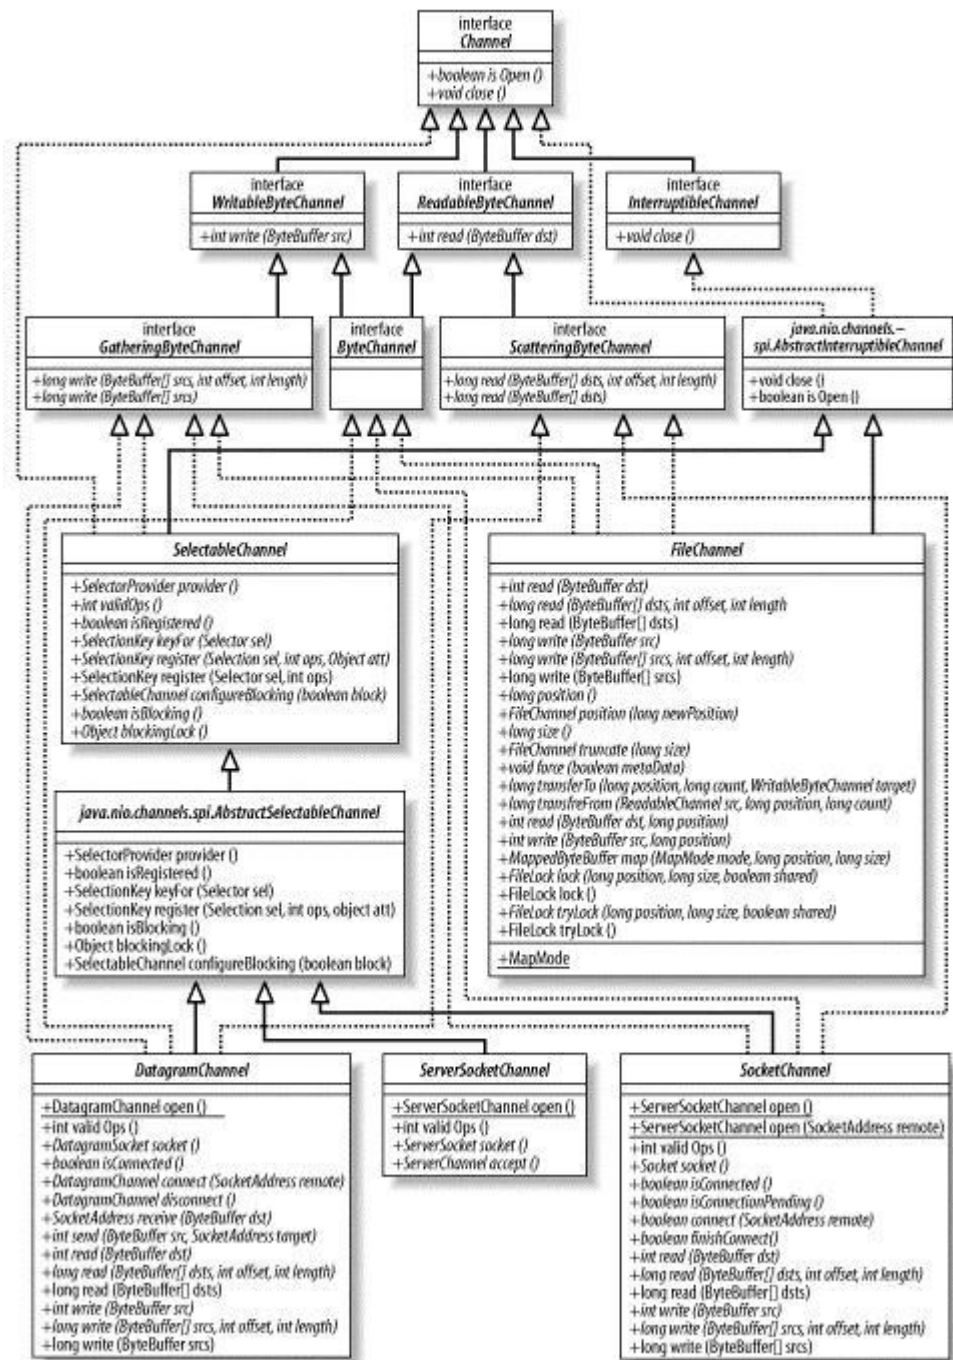 interface
Channel
+boolean is Open ()
+void close ()
interface
WritableByteChannel
+int write (ByteBuffer src)
interface
ReadableByteChannel
+int read (ByteBuffer dst)
interface
InterruptibleChannel
+void close ()
interface
GatheringByteChannel
+long write (ByteBuffer[] srcs, int offset, int length)
+long write (ByteBuffer[] srcs)
interface
ByteChannel
interface
ScatteringByteChannel
+long read (ByteBuffer[] dsts, int offset, int length)
+long read (ByteBuffer[] dsts)
java.nio.channels.–
spi.AbstractInterruptibleChannel
+void close ()
+boolean is Open ()
SelectableChannel
+SelectorProvider provider ()
+int validOps ()
+boolean isRegistered ()
+SelectionKey keyFor (Selector sel)
+SelectionKey register (Selection sel, int ops, Object att)
+SelectionKey register (Selector sel, int ops)
+SelectableChannel configureBlocking (boolean block)
+boolean isBlocking ()
+Object blockingLock ()
FileChannel
+int read (ByteBuffer dst)
+long read (ByteBuffer[] dsts, int offset, int length
+long read (ByteBuffer[] dsts)
+long write (ByteBuffer src)
+long write (ByteBuffer[] srcs, int offset, int length)
+long write (ByteBuffer[] srcs)
+long position ()
+FileChannel position (long newPosition)
+long size ()
+FileChannel truncate (long size)
+void force (boolean metaData)
+long transferTo (long position, long count, WritableByteChannel target)
+long transfreFrom (ReadableChannel src, long position, long count)
+int read (ByteBuffer dst, long position)
+int write (ByteBuffer src, long position)
+MappedByteBuffer map (MapMode mode, long position, long size)
+FileLock lock (long position, long size, boolean shared)
+FileLock lock ()
+FileLock tryLock (long position, long size, boolean shared)
+FileLock tryLock ()
+MapMode
java.nio.channels.spi.AbstractSelectableChannel
+SelectorProvider provider ()
+boolean isRegistered ()
+SelectionKey keyFor (Selector sel)
+SelectionKey register (Selection sel, int ops, object att)
+boolean isBlocking ()
+Object blockingLock ()
+SelectableChannel configureBlocking (boolean block)
DatagramChannel
+DatagramChannel open ()
+int valid Ops ()
+DatagramSocket socket ()
+boolean isConnected ()
+DatagramChannel connect (SocketAddress remote)
+DatagramChannel disconnect ()
+SocketAddress receive (ByteBuffer dst)
+int send (ByteBuffer src, SocketAddress target)
+int read (ByteBuffer dst)
+long read (ByteBuffer[] dsts, int offset, int length)
+long read (ByteBuffer[] dsts)
+int write (ByteBuffer src)
+long write (ByteBuffer[] srcs, int offset, int length)
+long write (ByteBuffer srcs)
ServerSocketChannel
+ServerSocketChannel open ()
+int valid Ops ()
+ServerSocket socket ()
+ServerChannel accept ()
SocketChannel
+ServerSocketChannel open ()
+ServerSocketChannel open (SocketAddress remote)
+int valid Ops ()
+Socket socket ()
+boolean isConnected ()
+boolean isConnectionPending ()
+boolean connect (SocketAddress remote)
+boolean finishConnect()
+int read (ByteBuffer dst)
+long read (ByteBuffer[] dsts, int offset, int length)
+long read (ByteBuffer[] dsts)
+int write (ByteBuffer src)
+long write (ByteBuffer[] srcs, int offset, int length)
+long write (ByteBuffer[] srcs)